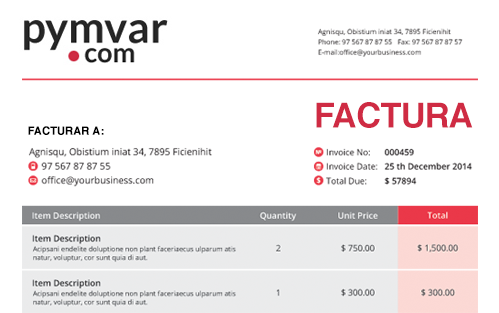 pymvar
.com
Agnisqu, Obistium iniat 34, 7895 Ficienihit
Phone: 97 567 87 87 55 Fax: 97 567 87 87 57
E-mail:office@yourbusiness.com
FACTURA
FACTURAR A:
Agnisqu, Obistium iniat 34, 7895 Ficienihit
97 567 87 87 55
office@yourbusiness.com
Nº Invoice No: 000459
Invoice Date: 25 th December 2014
$ Total Due: $ 57894
Item Description Quantity Unit Price Total
Item Description
Acipsani endelite doluptione non plant faceriaecus ulparum atis
natur, voluptur, cor sunt quia di aut.
2 $ 750.00 $ 1,500.00
Item Description
Acipsani endelite doluptione non plant faceriaecus ulparum atis
natur, voluptur, cor sunt quia di aut.
1 $ 300.00 $ 300.00